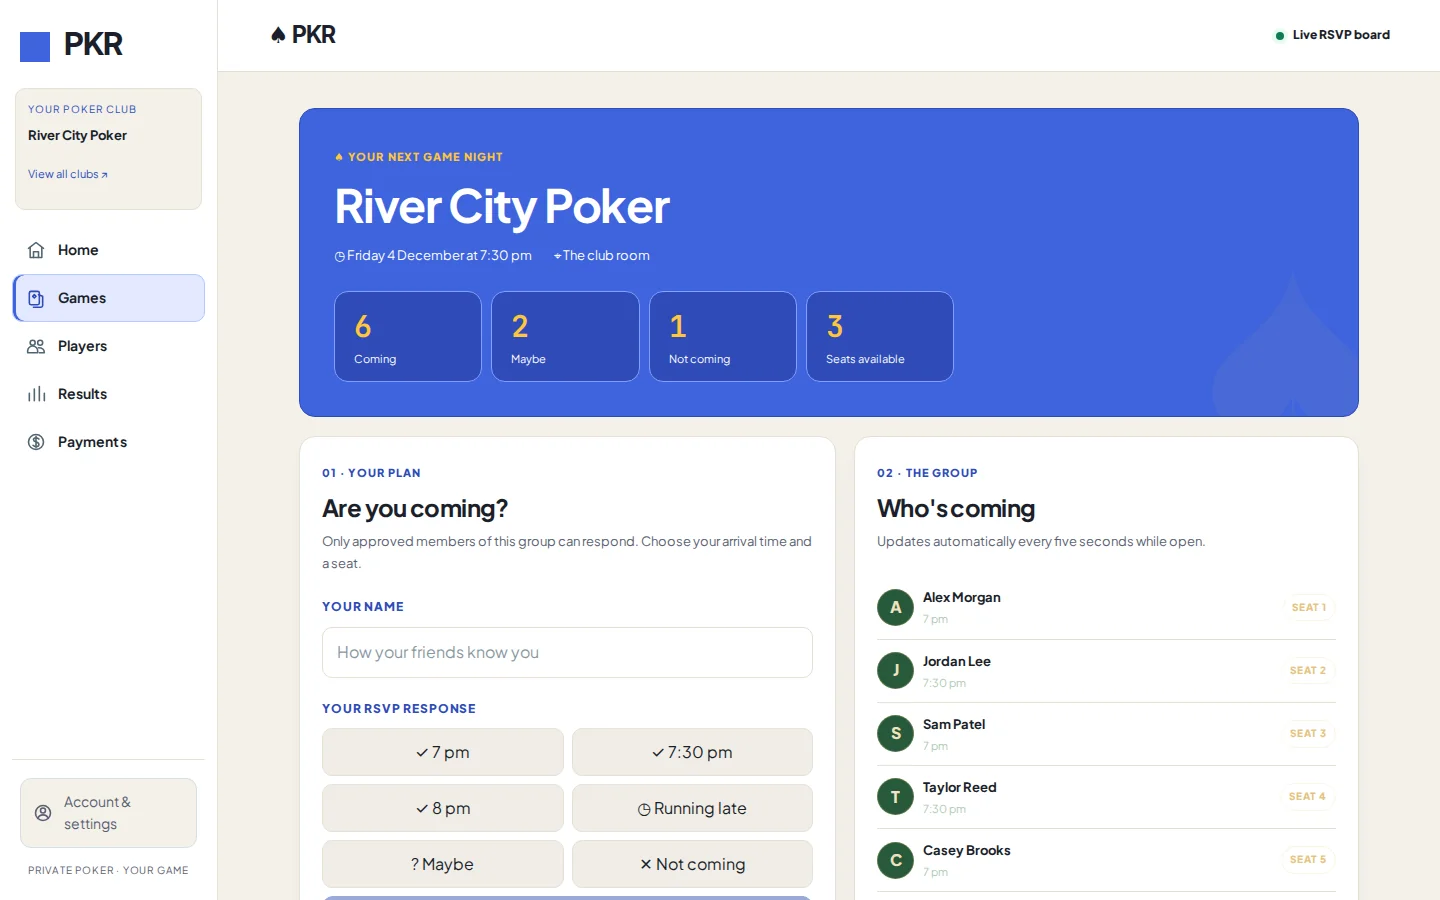 PKR
YOUR POKER CLUB
River City Poker
View all clubs ↗
Home
Games
Players
Results
Payments
Account & settings
PRIVATE POKER · YOUR GAME
♠ PKR
Live RSVP board
♠ YOUR NEXT GAME NIGHT
River City Poker
◷ Friday 4 December at 7:30 pm
⌖ The club room
6
Coming
2
Maybe
1
Not coming
3
Seats available
01 · YOUR PLAN
Are you coming?
Only approved members of this group can respond. Choose your arrival time and
a seat.
YOUR NAME
How your friends know you
YOUR RSVP RESPONSE
✓ 7 pm
✓ 7:30 pm
✓ 8 pm
◷ Running late
? Maybe
✕ Not coming
02 · THE GROUP
Who's coming
Updates automatically every five seconds while open.
A
Alex Morgan
7 pm
SEAT 1
J
Jordan Lee
7:30 pm
SEAT 2
S
Sam Patel
7 pm
SEAT 3
T
Taylor Reed
7:30 pm
SEAT 4
C
Casey Brooks
7 pm
SEAT 5